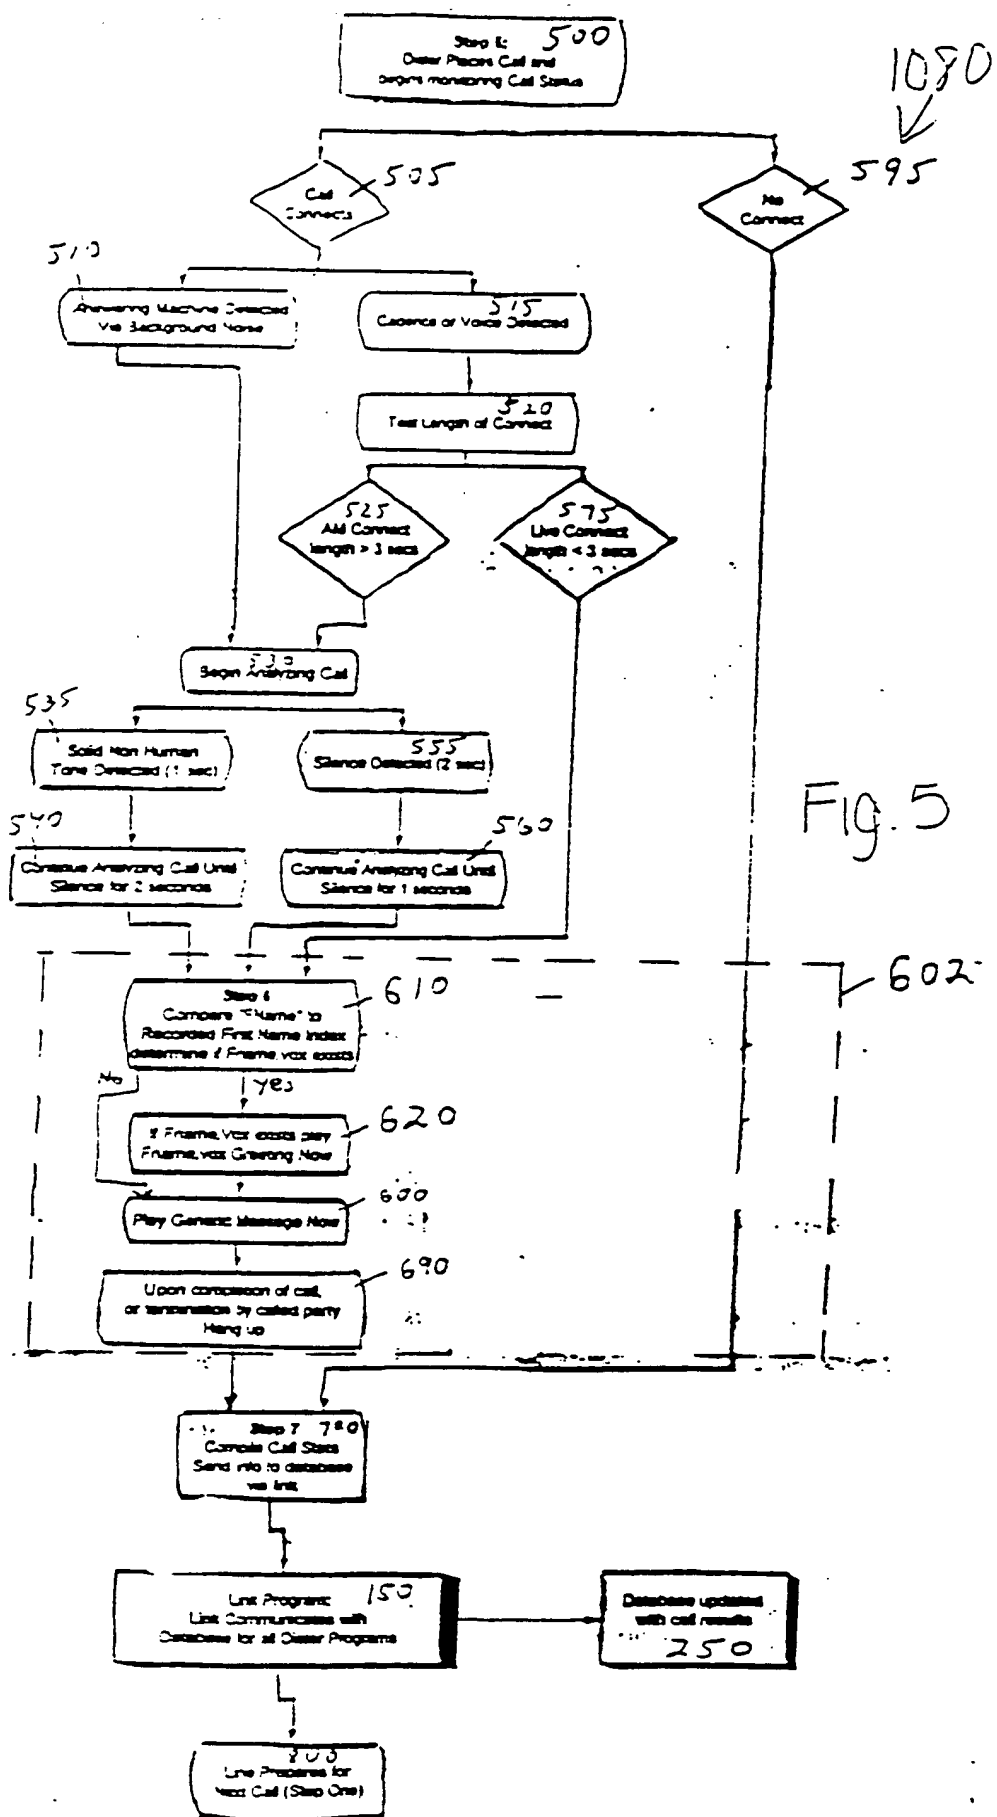 Step 5: 500
Dialer Places Call and
begins monitoring Call Status
1080
505
Call
Connects
595
No
Connect
510
Answering Machine Detected
Via Background Noise
515
Cadence or Voice Detected
520
Test Length of Connect
525
AM Connect
length > 3 secs
575
Live Connect
length < 3 secs
530
Begin Analyzing Call
535
Solid Non Human
Tone Detected (1 sec)
555
Silence Detected (2 sec)
Fig. 5
540
Continue Analyzing Call Until
Silence for 2 seconds
560
Continue Analyzing Call Until
Silence for 1 seconds
602
610
Step 6
Compare "FName" to
Recorded First Name Index
determine if Fname.vox exists
yes
620
If Fname.Vox exists play
Fname.vox Greeting Now
600
Play Generic Message Now
690
Upon completion of call,
or termination by called party
Hang up
Step 7
Compile Call Stats
Send info to database
via link
Link Program: 150
Link Communicates with
Database for all Dialer Programs
Database updated
with call results
250
800
Line Prepares for
Next Call (Step One)